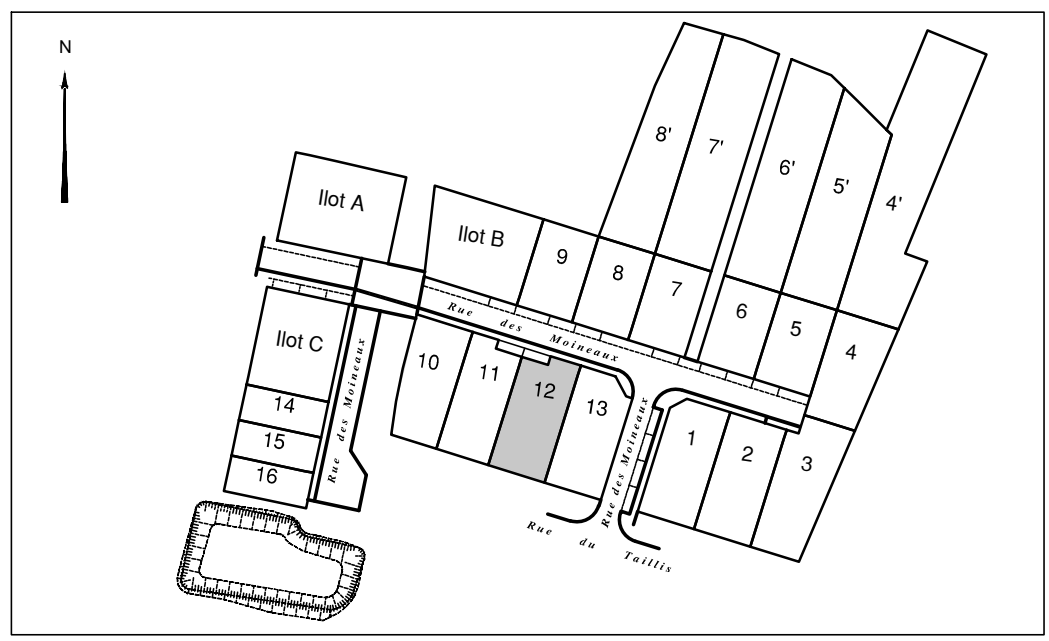 N
8'
7'
6'
5'
4'
Ilot A
Ilot B
9
8
7
6
5
4
Rue des Moineaux
Ilot C
14
15
16
Rue des Moineaux
10
11
12
13
Rue des Moineaux
1
2
3
Rue du Taillis